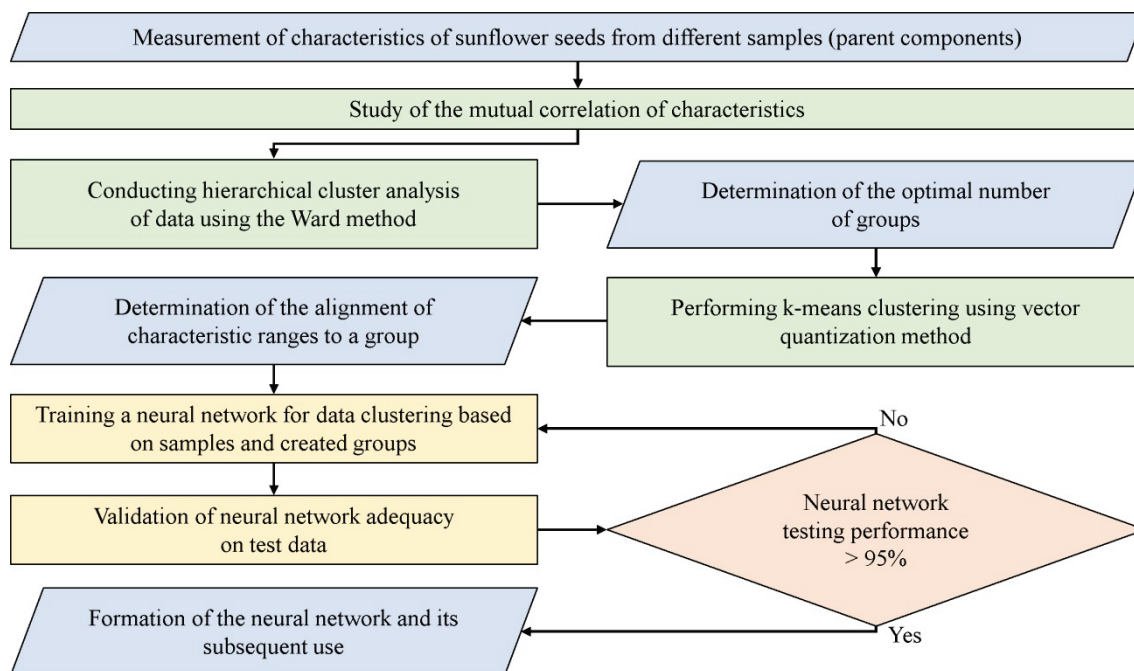 Measurement of characteristics of sunflower seeds from different samples (parent components)
Study of the mutual correlation of characteristics
Conducting hierarchical cluster analysis
of data using the Ward method
Determination of the optimal number
of groups
Performing k-means clustering using vector
quantization method
Determination of the alignment of
characteristic ranges to a group
Training a neural network for data clustering based
on samples and created groups
Validation of neural network adequacy
on test data
Neural network
testing performance
> 95%
No
Yes
Formation of the neural network and its
subsequent use